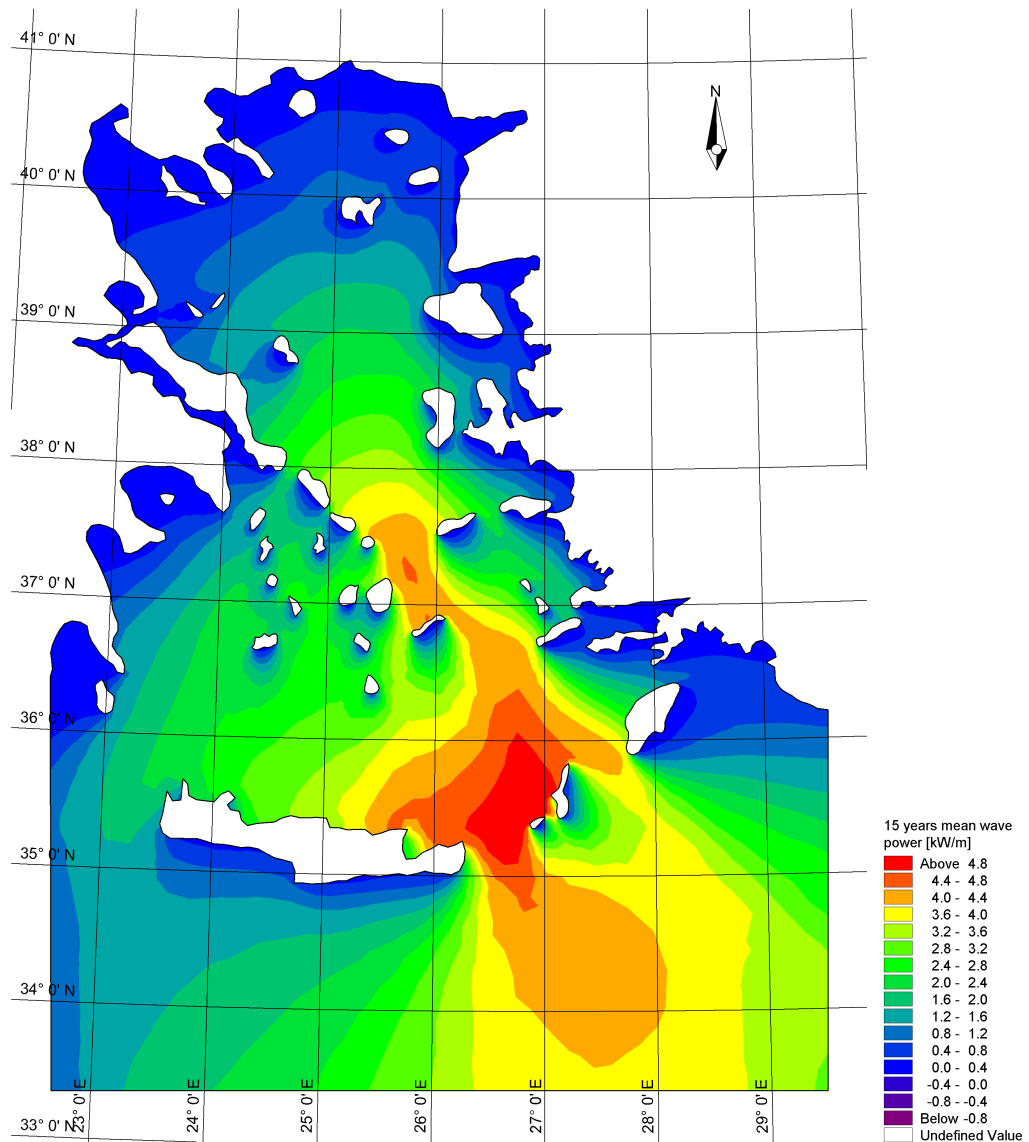 41° 0' N
N
40° 0' N
39° 0' N
38° 0' N
37° 0' N
36° 0' N
35° 0' N
34° 0' N
33° 0' N
23° 0' E
24° 0' E
25° 0' E
26° 0' E
27° 0' E
28° 0' E
29° 0' E
15 years mean wave
power [kW/m]
Above 4.8
4.4 - 4.8
4.0 - 4.4
3.6 - 4.0
3.2 - 3.6
2.8 - 3.2
2.4 - 2.8
2.0 - 2.4
1.6 - 2.0
1.2 - 1.6
0.8 - 1.2
0.4 - 0.8
0.0 - 0.4
-0.4 - 0.0
-0.8 - -0.4
Below -0.8
Undefined Value